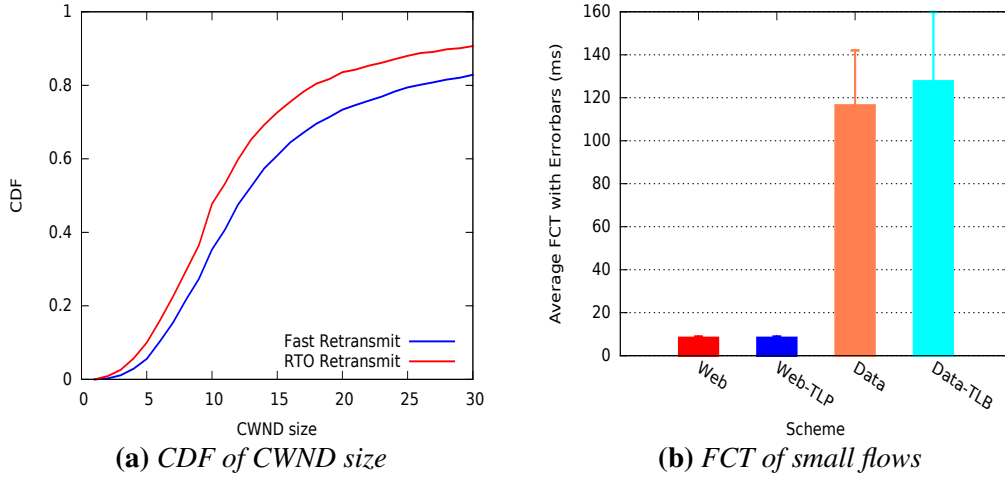 1
0.8
0.6
0.4
0.2
0
CDF
0 5 10 15 20 25 30
CWND size
Fast Retransmit
RTO Retransmit
(a) CDF of CWND size
160
140
120
100
80
60
40
20
0
Average FCT with Errorbars (ms)
Web
Web-TLP
Data
Data-TLB
Scheme
(b) FCT of small flows